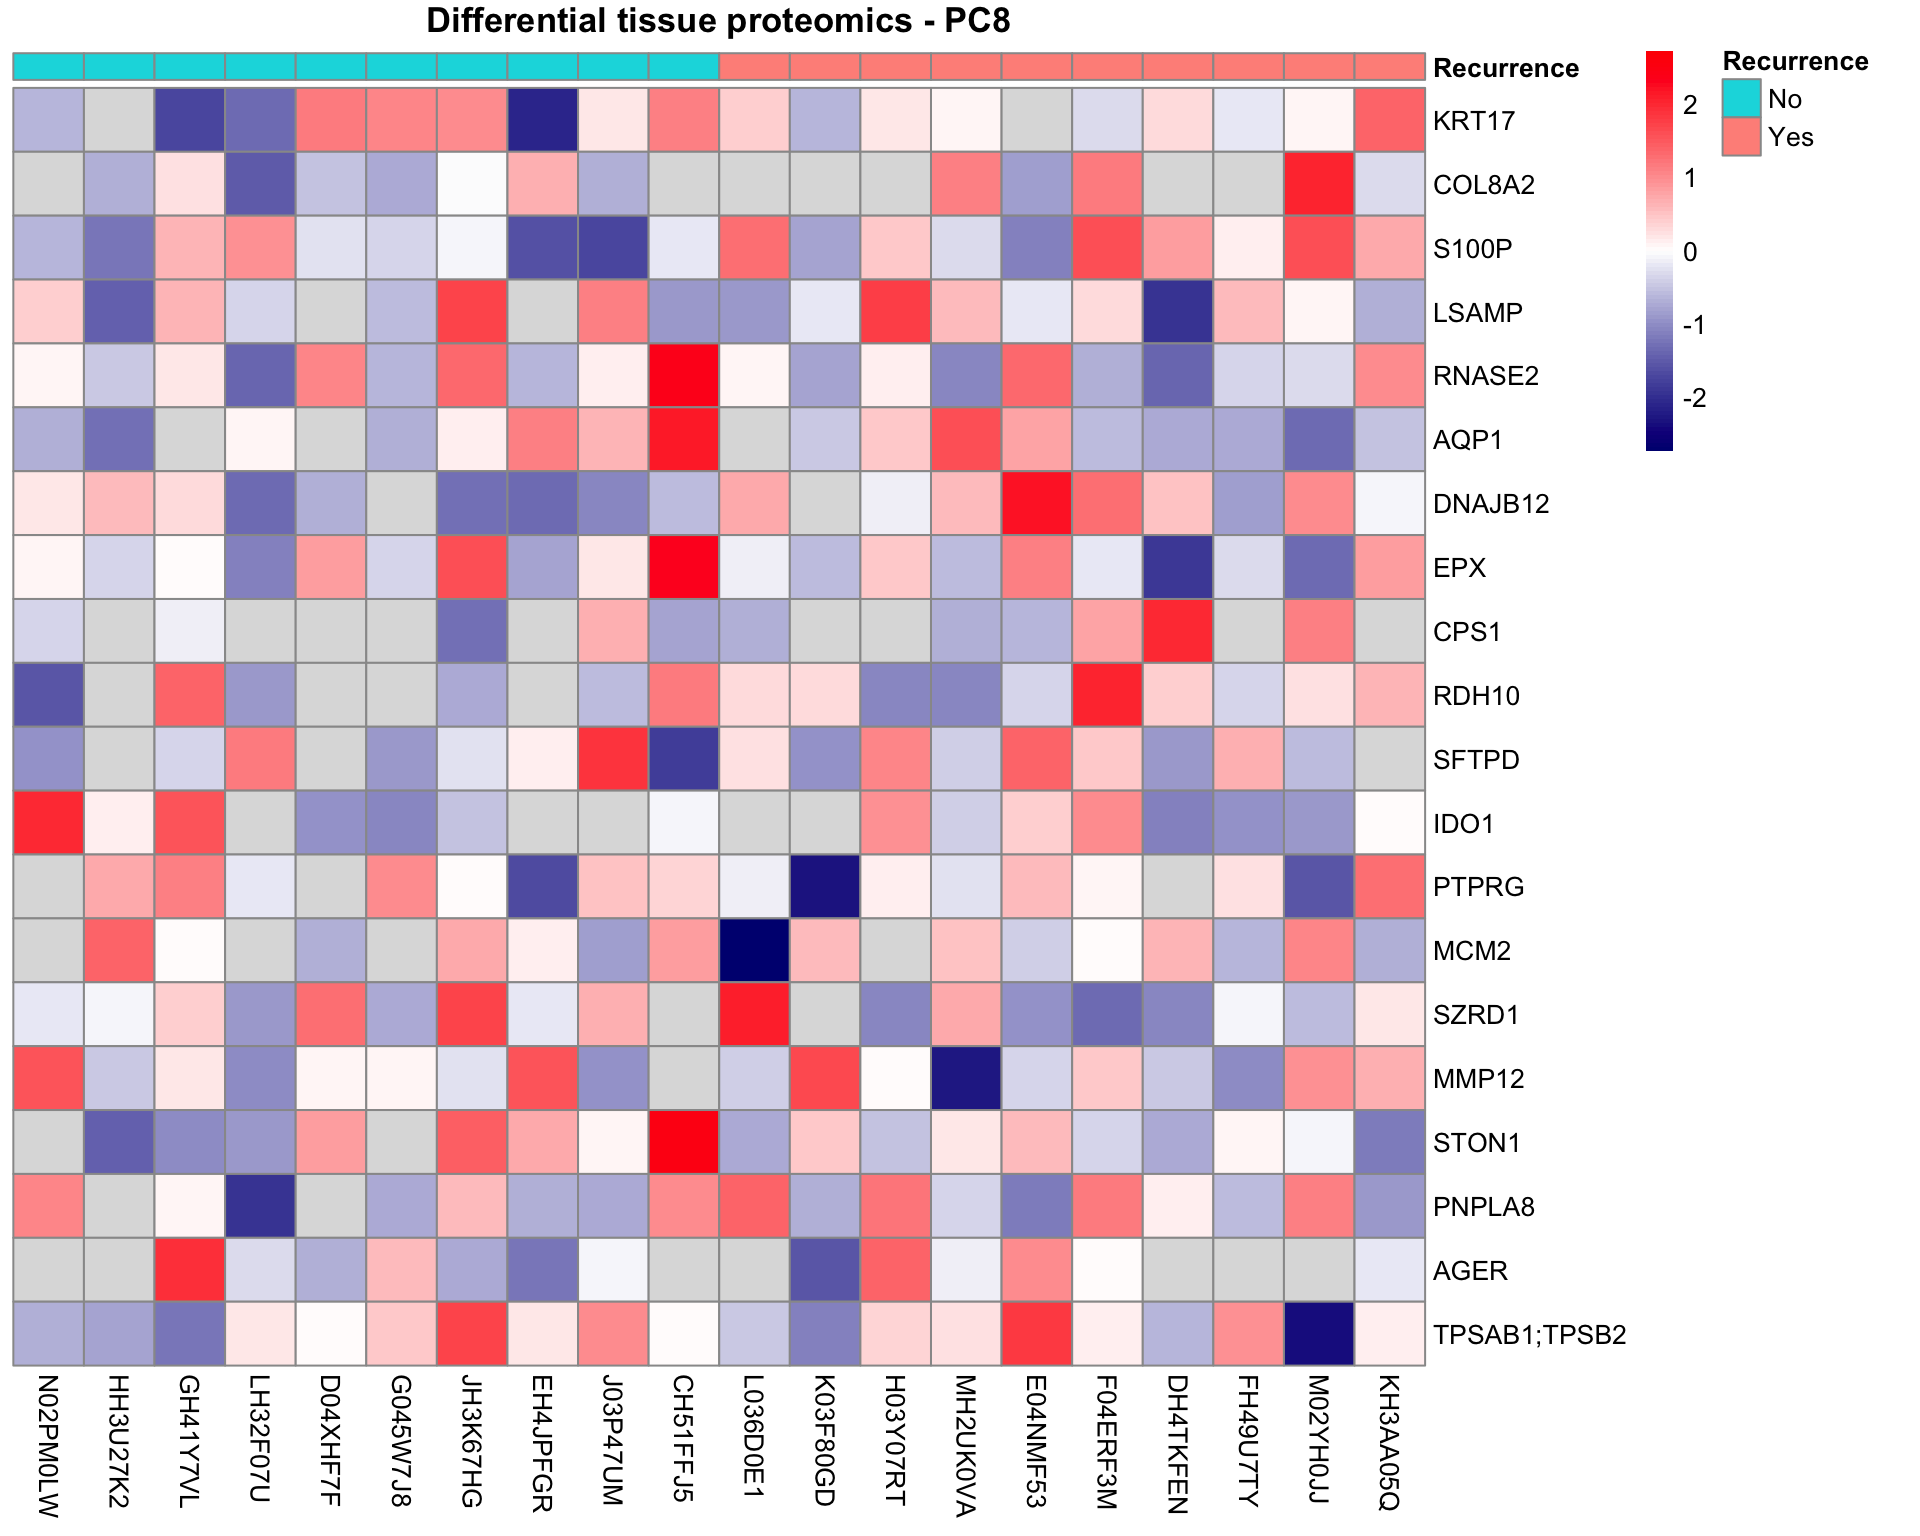 Differential tissue proteomics - PC8
Recurrence
KRT17
COL8A2
S100P
LSAMP
RNASE2
AQP1
DNAJB12
EPX
CPS1
RDH10
SFTPD
IDO1
PTPRG
MCM2
SZRD1
MMP12
STON1
PNPLA8
AGER
TPSAB1;TPSB2
N02PM0LW
HH3U27K2
GH41Y7VL
LH32F07U
D04XHF7F
G045W7J8
JH3K67HG
EH4JPFGR
J03P47UM
CH51FFJ5
L036D0E1
K03F80GD
H03Y07RT
MH2UK0VA
E04NMF53
F04ERF3M
DH4TKFEN
FH49U7TY
M02YH0JJ
KH3AA05Q
2
1
0
-1
-2
Recurrence
No
Yes